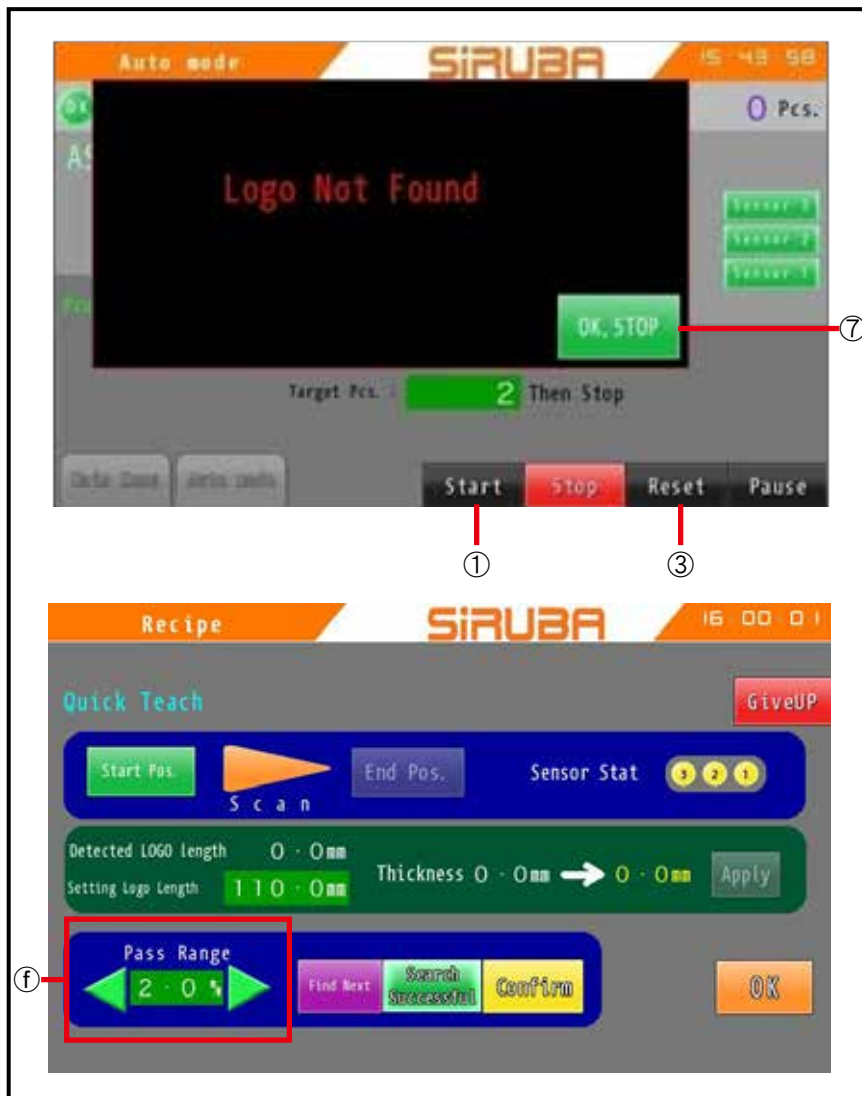 Auto mode SiRUBA 15 43 58
OK 0 Pcs.
AS
Logo Not Found
Sensor 3
Sensor 2
Sensor 1
OK, STOP ⑦
Target Pcs. : 2 Then Stop
Start Stop Reset Pause
① ③
Recipe SiRUBA 16 00 01
Quick Teach GiveUP
Start Pos. End Pos. Sensor Stat 3 2 1
Scan
Detected LOGO length 0.0mm
Thickness 0.0mm 0.0mm Apply
Setting Logo Length 110.0mm
Pass Range
ⓕ 2.0 % Find Next Search Successful Confirm OK